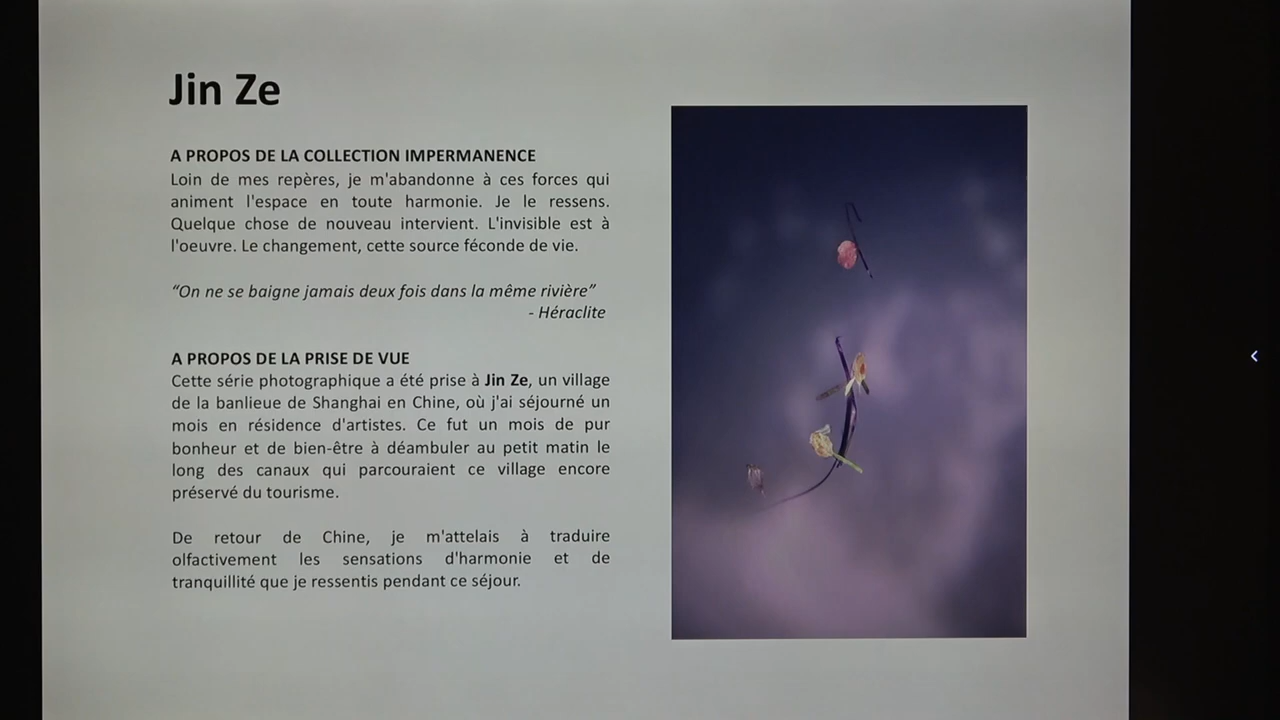 Jin Ze
A PROPOS DE LA COLLECTION IMPERMANENCE
Loin de mes repères, je m'abandonne à ces forces qui
animent l'espace en toute harmonie. Je le ressens.
Quelque chose de nouveau intervient. L'invisible est à
l'oeuvre. Le changement, cette source féconde de vie.
“On ne se baigne jamais deux fois dans la même rivière”
- Héraclite
A PROPOS DE LA PRISE DE VUE
Cette série photographique a été prise à Jin Ze, un village
de la banlieue de Shanghai en Chine, où j'ai séjourné un
mois en résidence d'artistes. Ce fut un mois de pur
bonheur et de bien-être à déambuler au petit matin le
long des canaux qui parcouraient ce village encore
préservé du tourisme.
De retour de Chine, je m'attelais à traduire
olfactivement les sensations d'harmonie et de
tranquillité que je ressentis pendant ce séjour.